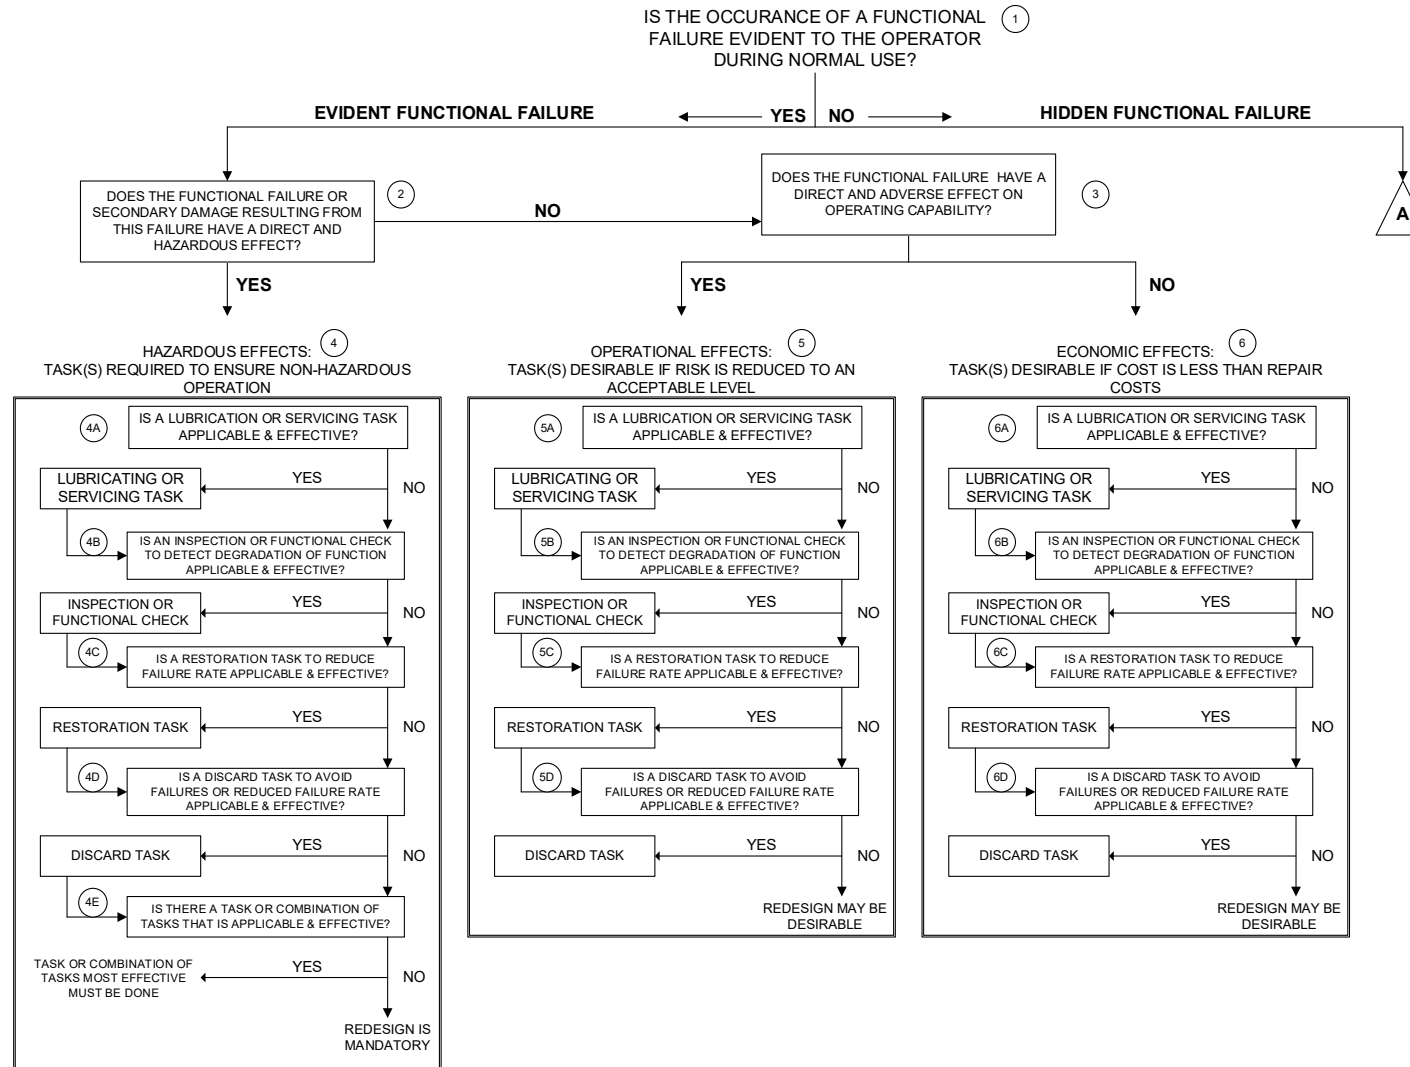 IS THE OCCURANCE OF A FUNCTIONAL
FAILURE EVIDENT TO THE OPERATOR
DURING NORMAL USE?
1
EVIDENT FUNCTIONAL FAILURE
YES
NO
HIDDEN FUNCTIONAL FAILURE
DOES THE FUNCTIONAL FAILURE OR
SECONDARY DAMAGE RESULTING FROM
THIS FAILURE HAVE A DIRECT AND
HAZARDOUS EFFECT?
2
NO
DOES THE FUNCTIONAL FAILURE HAVE A
DIRECT AND ADVERSE EFFECT ON
OPERATING CAPABILITY?
3
A
YES
YES
NO
HAZARDOUS EFFECTS:
4
TASK(S) REQUIRED TO ENSURE NON-HAZARDOUS
OPERATION
4A
IS A LUBRICATION OR SERVICING TASK
APPLICABLE & EFFECTIVE?
LUBRICATING OR
SERVICING TASK
YES
NO
4B
IS AN INSPECTION OR FUNCTIONAL CHECK
TO DETECT DEGRADATION OF FUNCTION
APPLICABLE & EFFECTIVE?
INSPECTION OR
FUNCTIONAL CHECK
YES
NO
4C
IS A RESTORATION TASK TO REDUCE
FAILURE RATE APPLICABLE & EFFECTIVE?
RESTORATION TASK
YES
NO
4D
IS A DISCARD TASK TO AVOID
FAILURES OR REDUCED FAILURE RATE
APPLICABLE & EFFECTIVE?
DISCARD TASK
YES
NO
4E
IS THERE A TASK OR COMBINATION OF
TASKS THAT IS APPLICABLE & EFFECTIVE?
TASK OR COMBINATION OF
TASKS MOST EFFECTIVE
MUST BE DONE
YES
NO
REDESIGN IS
MANDATORY
OPERATIONAL EFFECTS:
5
TASK(S) DESIRABLE IF RISK IS REDUCED TO AN
ACCEPTABLE LEVEL
5A
IS A LUBRICATION OR SERVICING TASK
APPLICABLE & EFFECTIVE?
LUBRICATING OR
SERVICING TASK
YES
NO
5B
IS AN INSPECTION OR FUNCTIONAL CHECK
TO DETECT DEGRADATION OF FUNCTION
APPLICABLE & EFFECTIVE?
INSPECTION OR
FUNCTIONAL CHECK
YES
NO
5C
IS A RESTORATION TASK TO REDUCE
FAILURE RATE APPLICABLE & EFFECTIVE?
RESTORATION TASK
YES
NO
5D
IS A DISCARD TASK TO AVOID
FAILURES OR REDUCED FAILURE RATE
APPLICABLE & EFFECTIVE?
DISCARD TASK
YES
NO
REDESIGN MAY BE
DESIRABLE
ECONOMIC EFFECTS:
6
TASK(S) DESIRABLE IF COST IS LESS THAN REPAIR
COSTS
6A
IS A LUBRICATION OR SERVICING TASK
APPLICABLE & EFFECTIVE?
LUBRICATING OR
SERVICING TASK
YES
NO
6B
IS AN INSPECTION OR FUNCTIONAL CHECK
TO DETECT DEGRADATION OF FUNCTION
APPLICABLE & EFFECTIVE?
INSPECTION OR
FUNCTIONAL CHECK
YES
NO
6C
IS A RESTORATION TASK TO REDUCE
FAILURE RATE APPLICABLE & EFFECTIVE?
RESTORATION TASK
YES
NO
6D
IS A DISCARD TASK TO AVOID
FAILURES OR REDUCED FAILURE RATE
APPLICABLE & EFFECTIVE?
DISCARD TASK
YES
NO
REDESIGN MAY BE
DESIRABLE